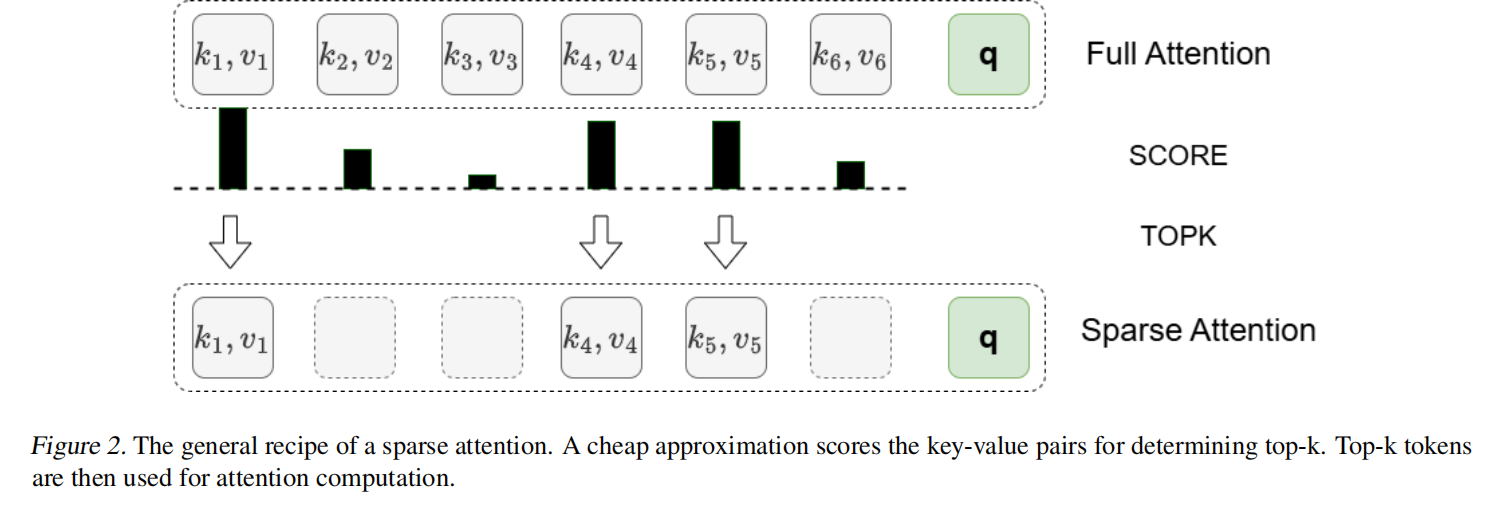 k₁, v₁ k₂, v₂ k₃, v₃ k₄, v₄ k₅, v₅ k₆, v₆ q Full Attention
SCORE
TOPK
k₁, v₁ k₄, v₄ k₅, v₅ q Sparse Attention
Figure 2. The general recipe of a sparse attention. A cheap approximation scores the key-value pairs for determining top-k. Top-k tokens
are then used for attention computation.